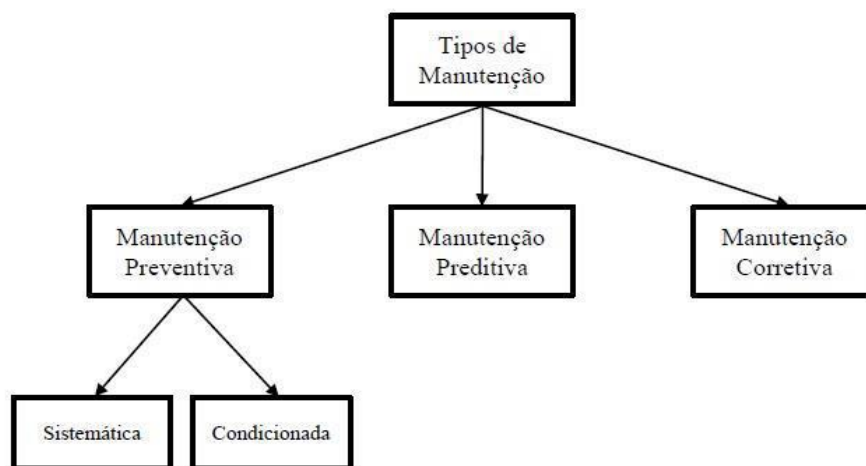 Tipos de
Manutenção
Manutenção
Preventiva
Manutenção
Preditiva
Manutenção
Corretiva
Sistemática
Condicionada